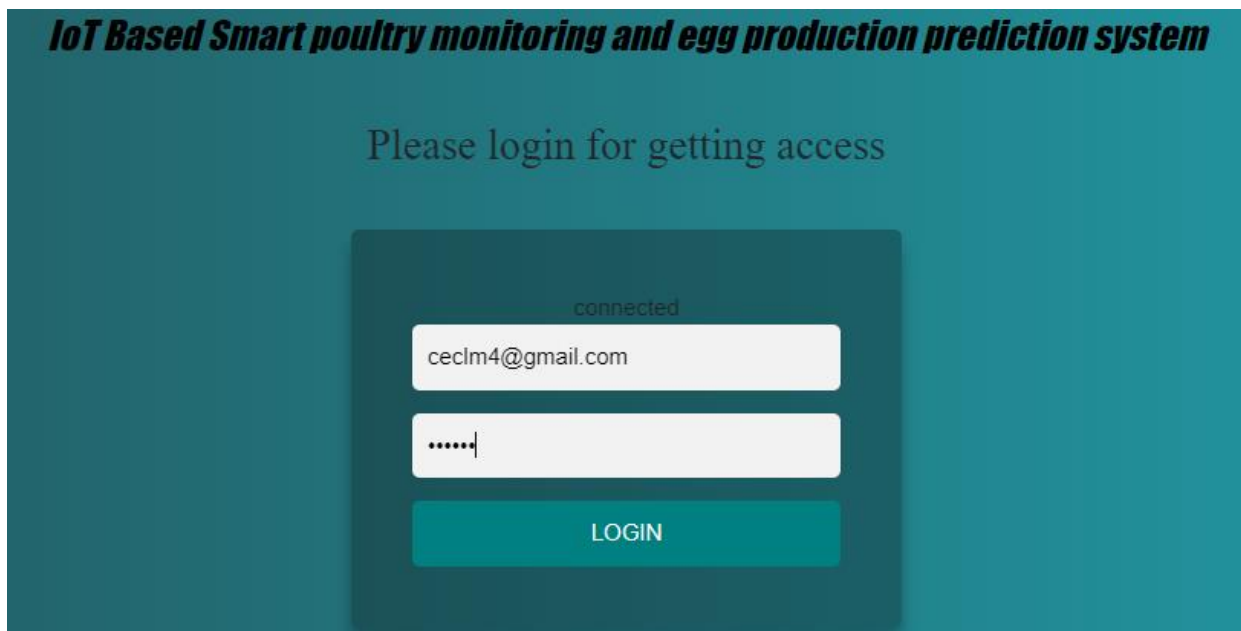 IoT Based Smart poultry monitoring and egg production prediction system
Please login for getting access
connected
ceclm4@gmail.com
••••••
LOGIN